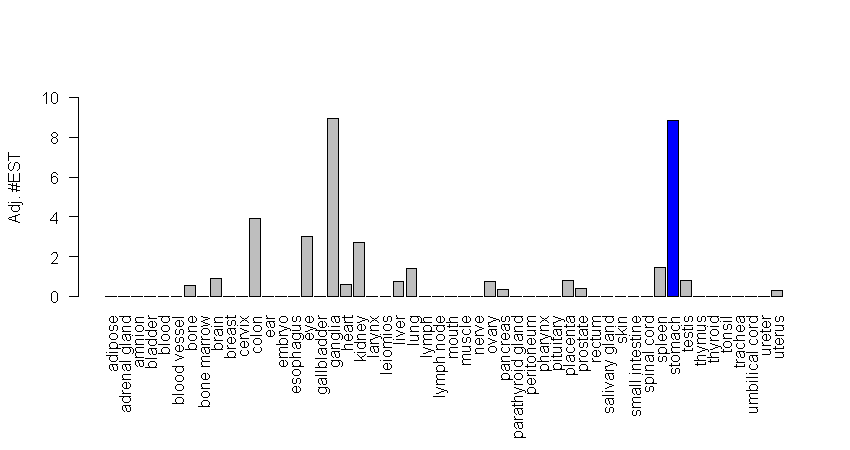 Adj. #EST
10
8
6
4
2
0
adipose
adrenal gland
amnion
bladder
blood
blood vessel
bone
bone marrow
brain
breast
cervix
colon
ear
embryo
esophagus
eye
gallbladder
ganglia
heart
kidney
larynx
leiomios
liver
lung
lymph
lymph node
mouth
muscle
nerve
ovary
pancreas
parathyroid gland
peritoneum
pharynx
pituitary
placenta
prostate
rectum
salivary gland
skin
small intestine
spinal cord
spleen
stomach
testis
thymus
thyroid
tonsil
trachea
umbilical cord
ureter
uterus